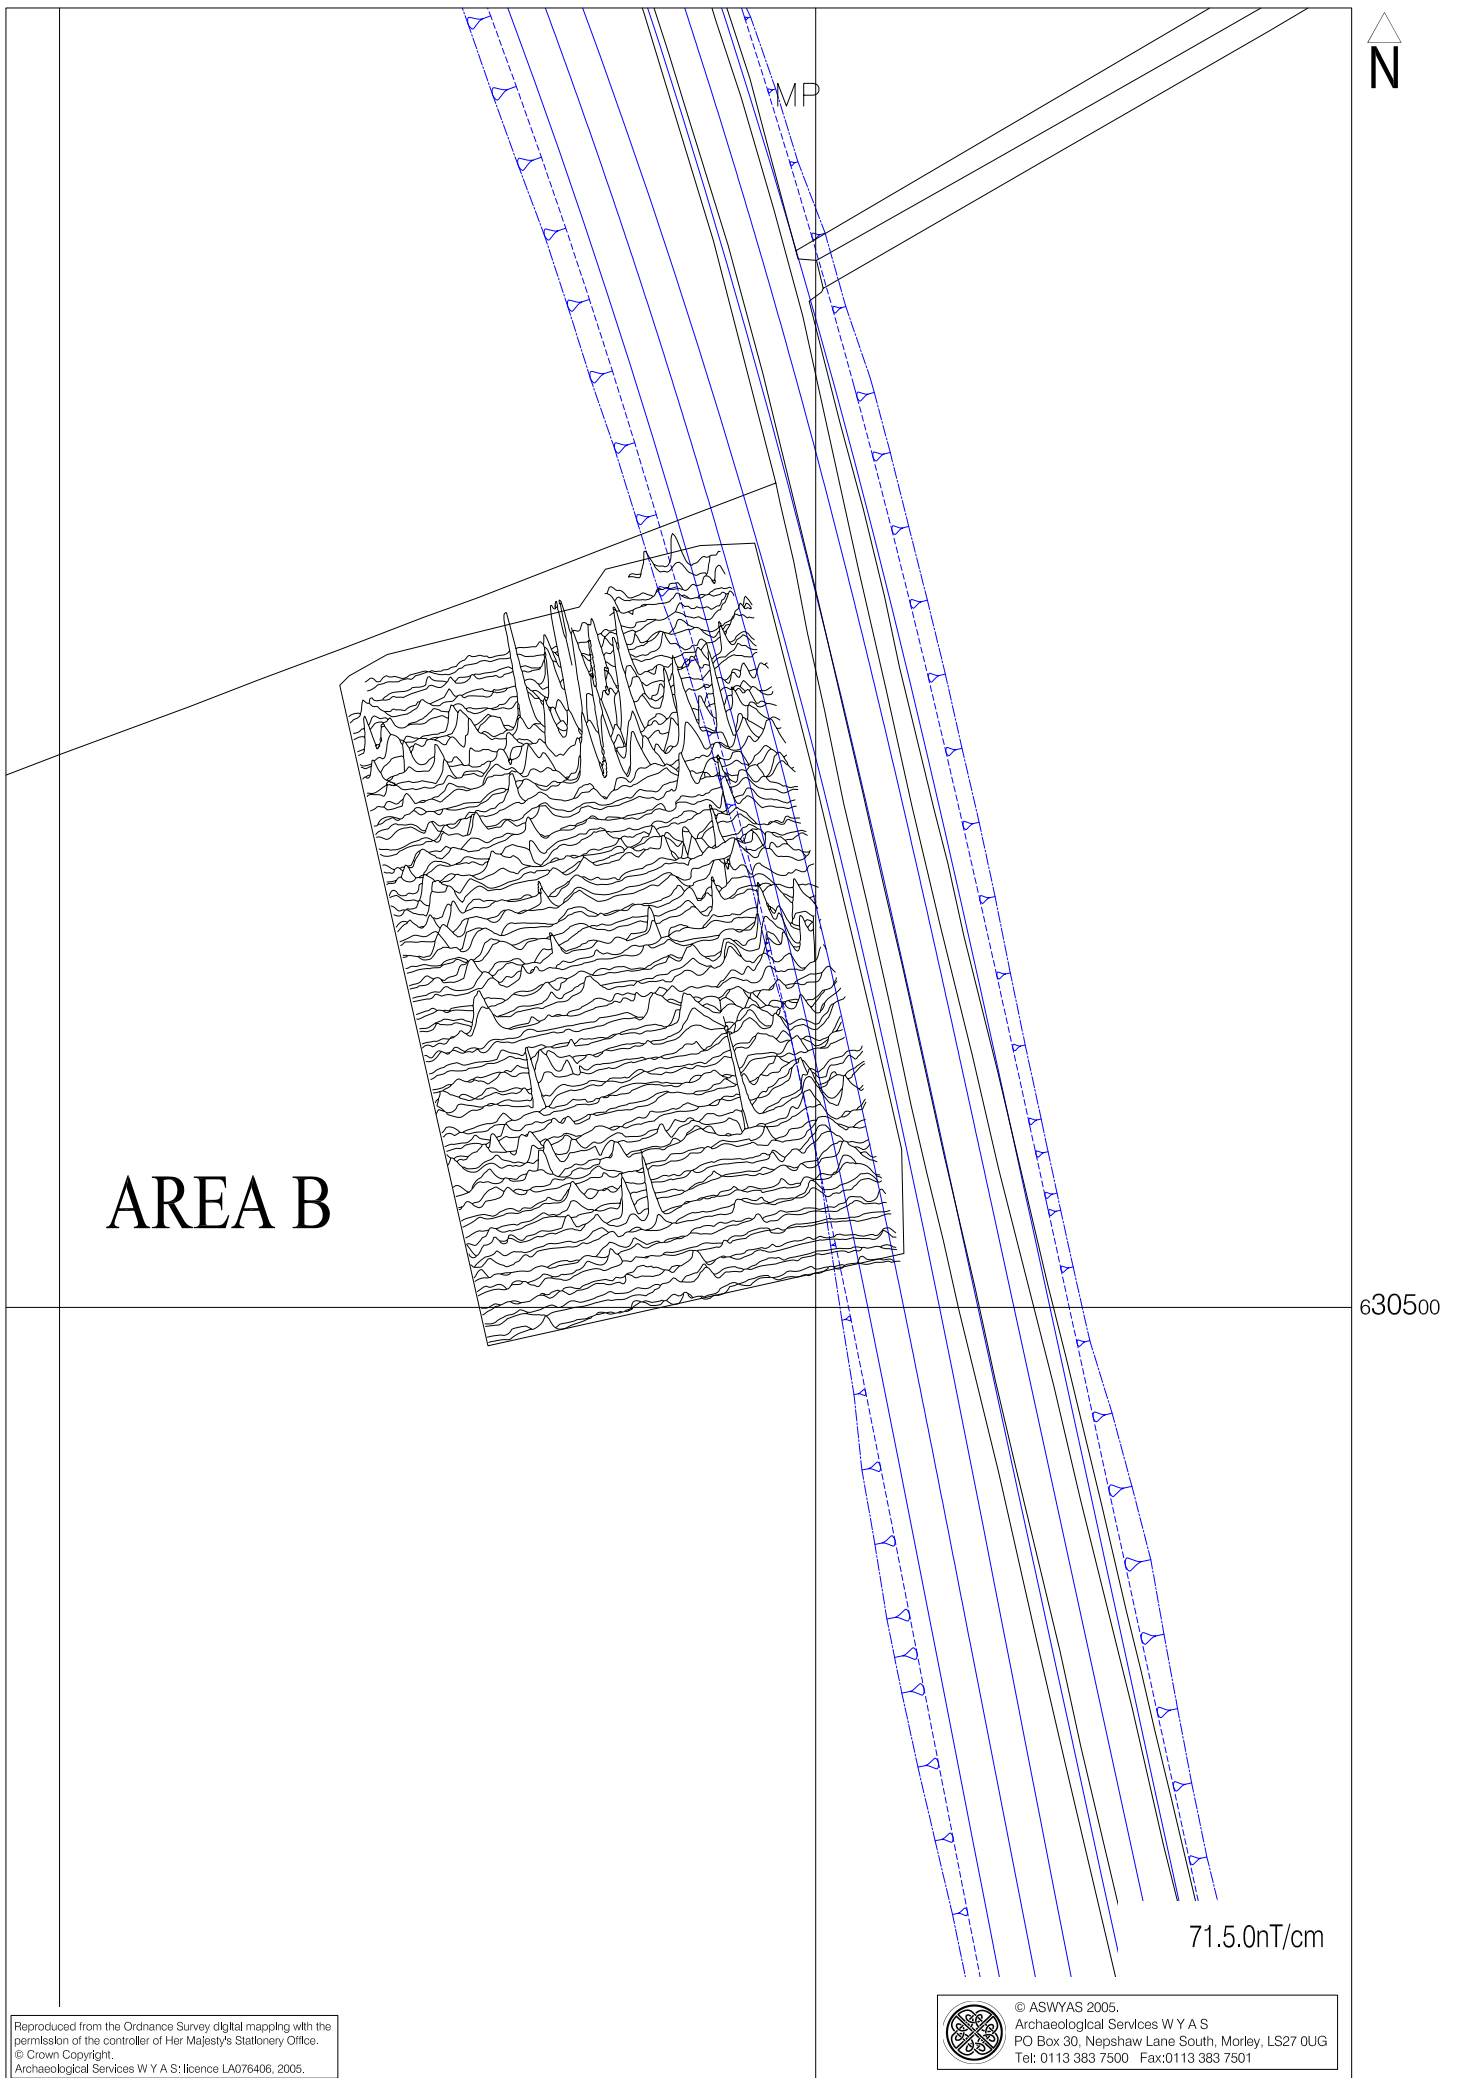 N
MP
AREA B
630500
71.5.0nT/cm
Reproduced from the Ordnance Survey digital mapping with the
permission of the controller of Her Majesty's Stationery Office.
© Crown Copyright.
Archaeological Services W Y A S: licence LA076406, 2005.
© ASWYAS 2005.
Archaeological Services W Y A S
PO Box 30, Nepshaw Lane South, Morley, LS27 0UG
Tel: 0113 383 7500 Fax:0113 383 7501